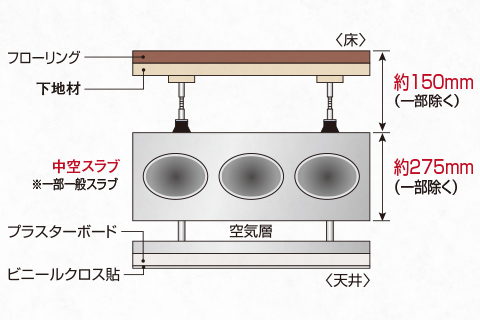 〈床〉
フローリング
下地材
約150mm
（一部除く）
中空スラブ
※一部一般スラブ
約275mm
（一部除く）
プラスターボード
空気層
ビニールクロス貼
〈天井〉